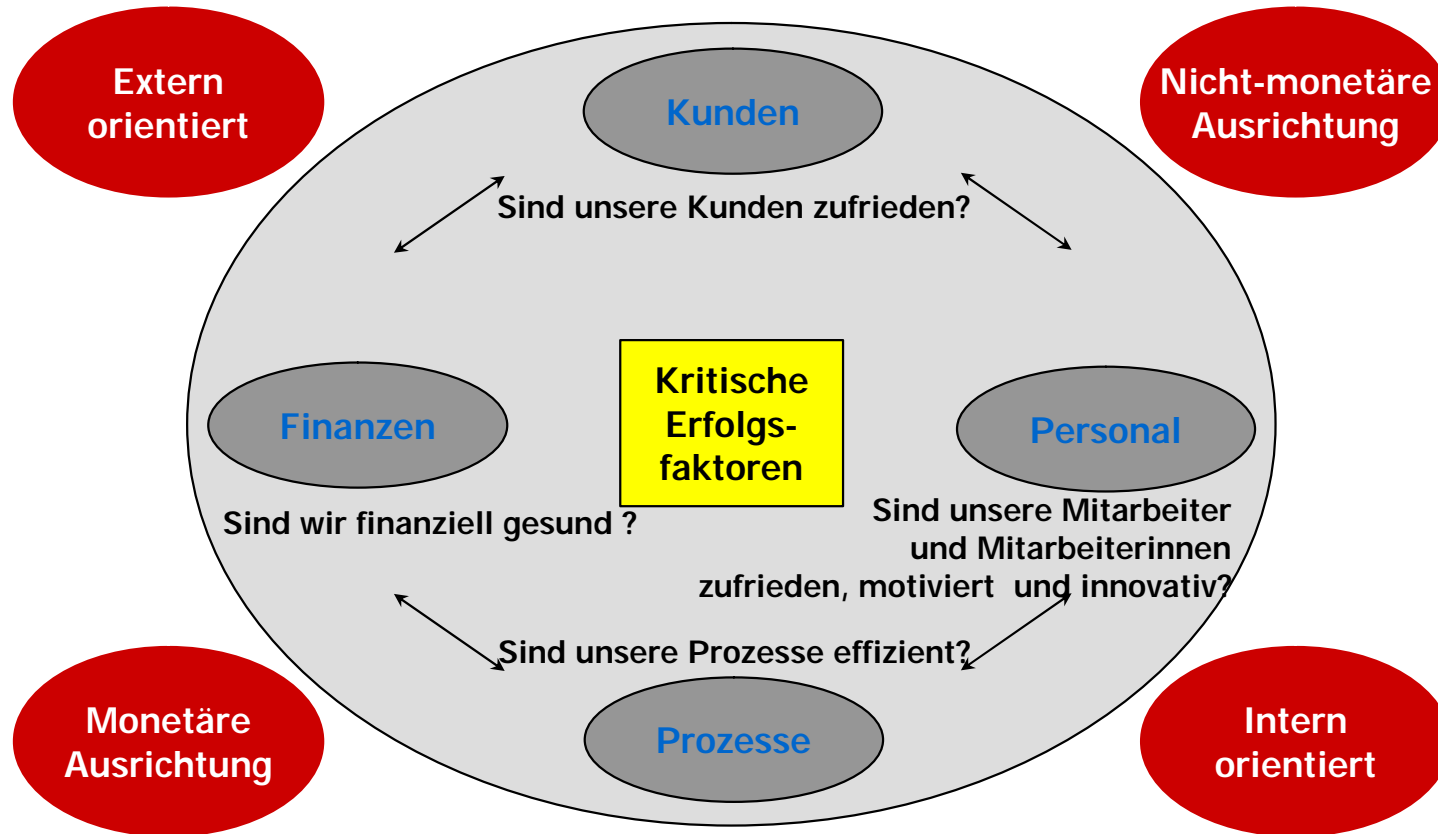 Extern
orientiert
Kunden
Nicht-monetäre
Ausrichtung
Sind unsere Kunden zufrieden?
Finanzen
Kritische
Erfolgs-
faktoren
Personal
Sind wir finanziell gesund ?
Sind unsere Mitarbeiter
und Mitarbeiterinnen
zufrieden, motiviert  und innovativ?
Sind unsere Prozesse effizient?
Monetäre
Ausrichtung
Prozesse
Intern
orientiert